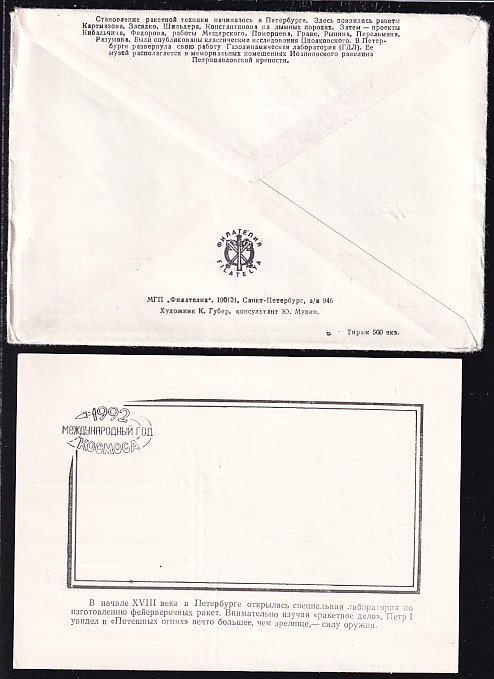 Становление ракетной техники начиналось в Петербурге. Здесь появились ракеты
Картмазова, Засядко, Шильдера, Константинова на дымных порохах. Затем — проекты
Кибальчича, Федорова, работы Мещерского, Поморцева, Граве, Рынина, Перельмана,
Разумова. Были опубликованы классические исследования Циолковского. В Петер-
бурге развернула свою работу Газодинамическая лаборатория (ГДЛ). Ее
музей располагается в мемориальных помещениях Иоанновского равелина
Петропавловской крепости.
ФИЛАТЕЛИЯ
FILATELYA
МГП „Филателия“, 190121, Санкт-Петербург, а/я 946
Художник К. Губер, консультант Ю. Мухин.
Тираж 500 экз.
1992
МЕЖДУНАРОДНЫЙ ГОД
КОСМОСА
В начале XVIII века в Петербурге открылась специальная лаборатория по
изготовлению фейерверочных ракет. Внимательно изучая «ракетное дело», Петр I
увидел в «Потешных огнях» нечто большее, чем зрелище,— силу оружия.